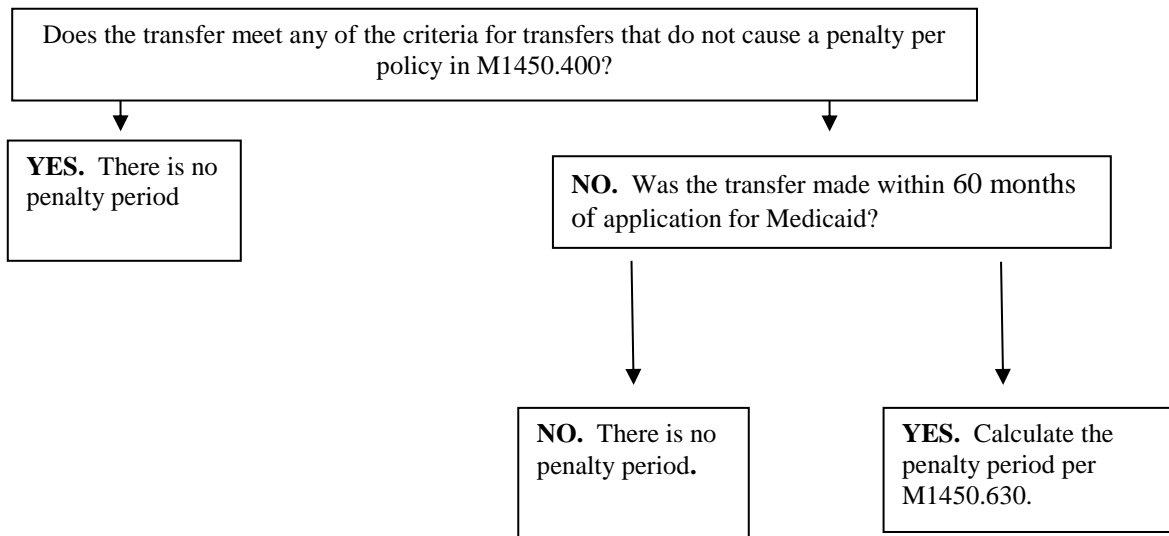 Does the transfer meet any of the criteria for transfers that do not cause a penalty per
policy in M1450.400?
YES. There is no
penalty period
NO. Was the transfer made within 60 months
of application for Medicaid?
NO. There is no
penalty period.
YES. Calculate the
penalty period per
M1450.630.